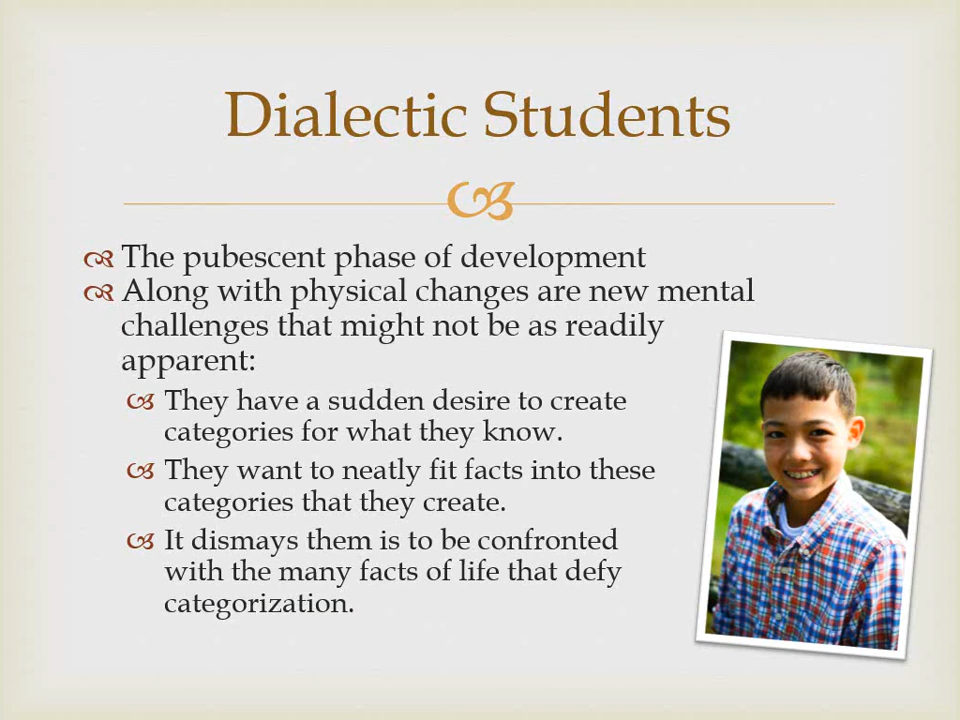 Dialectic Students
The pubescent phase of development
Along with physical changes are new mental
challenges that might not be as readily
apparent:
They have a sudden desire to create
categories for what they know.
They want to neatly fit facts into these
categories that they create.
It dismays them is to be confronted
with the many facts of life that defy
categorization.